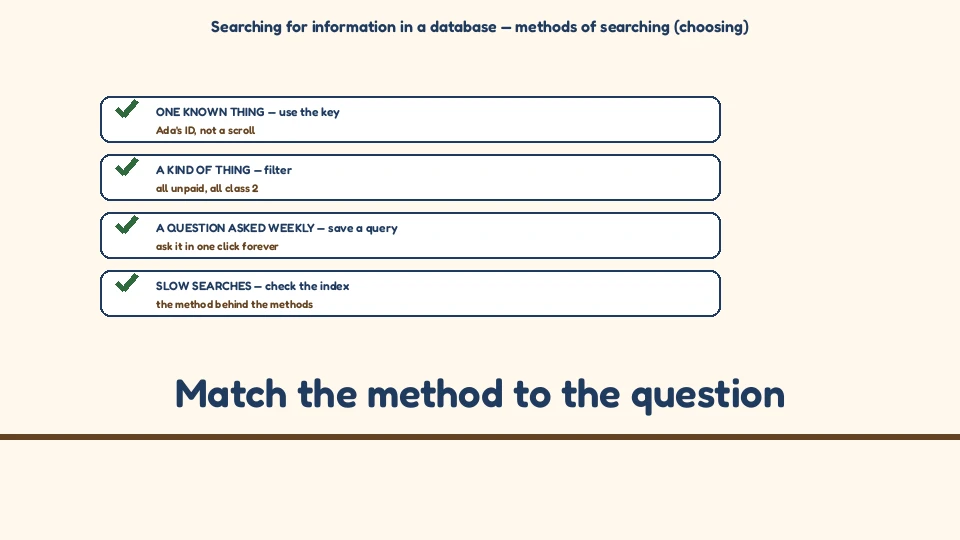 Searching for information in a database — methods of searching (choosing)
ONE KNOWN THING — use the key
Ada's ID, not a scroll
A KIND OF THING — filter
all unpaid, all class 2
A QUESTION ASKED WEEKLY — save a query
ask it in one click forever
SLOW SEARCHES — check the index
the method behind the methods
Match the method to the question